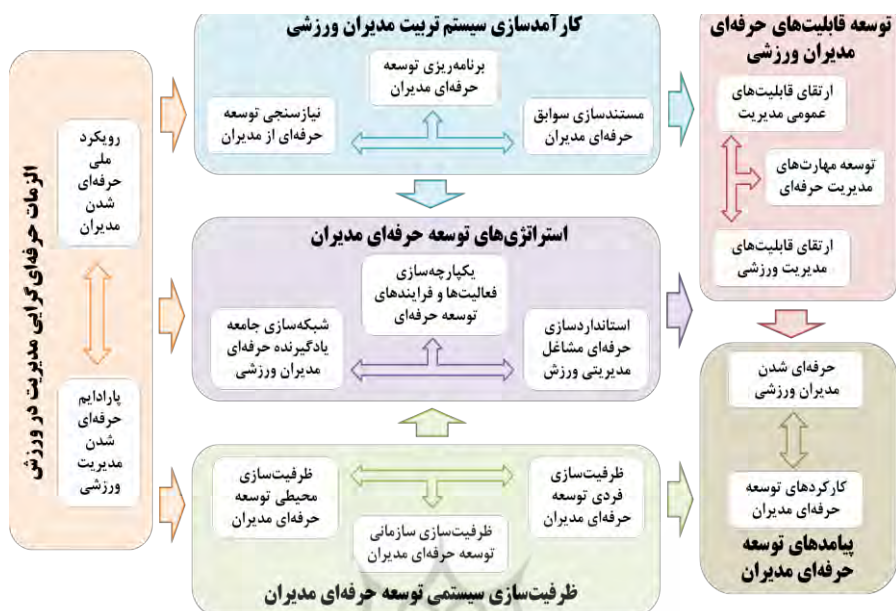 الزامات حرفه‌ای‌گرایی مدیریت در ورزش
رویکرد
ملی
حرفه‌ای
شدن
مدیران
پارادایم
حرفه‌ای
شدن
مدیریت
ورزشی
کارآمدسازی سیستم تربیت مدیران ورزشی
برنامه‌ریزی توسعه
حرفه‌ای مدیران
نیازسنجی توسعه
حرفه‌ای از مدیران
مستندسازی سوابق
حرفه‌ای مدیران
استراتژی‌های توسعه حرفه‌ای مدیران
یکپارچه‌سازی
فعالیت‌ها و فرایندهای
توسعه حرفه‌ای
شبکه‌سازی جامعه
یادگیرنده حرفه‌ای
مدیران ورزشی
استانداردسازی
حرفه‌ای مشاغل
مدیریتی ورزش
ظرفیت‌سازی
محیطی توسعه
حرفه‌ای مدیران
ظرفیت‌سازی
فردی توسعه
حرفه‌ای مدیران
ظرفیت‌سازی سازمانی
توسعه حرفه‌ای مدیران
ظرفیت‌سازی سیستمی توسعه حرفه‌ای مدیران
توسعه قابلیت‌های حرفه‌ای
مدیران ورزشی
ارتقای قابلیت‌های
عمومی مدیریت
توسعه مهارت‌های
مدیریت حرفه‌ای
ارتقای قابلیت‌های
مدیریت ورزشی
حرفه‌ای شدن
مدیران ورزشی
کارکردهای توسعه
حرفه‌ای مدیران
پیامدهای توسعه
حرفه‌ای مدیران